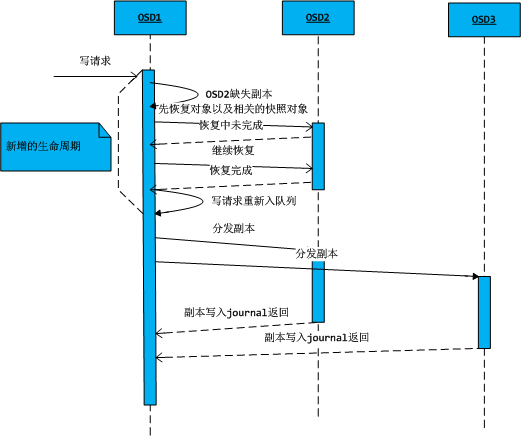 OSD1
OSD2
OSD3
写请求
OSD2缺失副本
先恢复对象以及相关的快照对象
恢复中未完成
新增的生命周期
继续恢复
恢复完成
写请求重新入队列
分发副本
分发副本
副本写入journal返回
副本写入journal返回